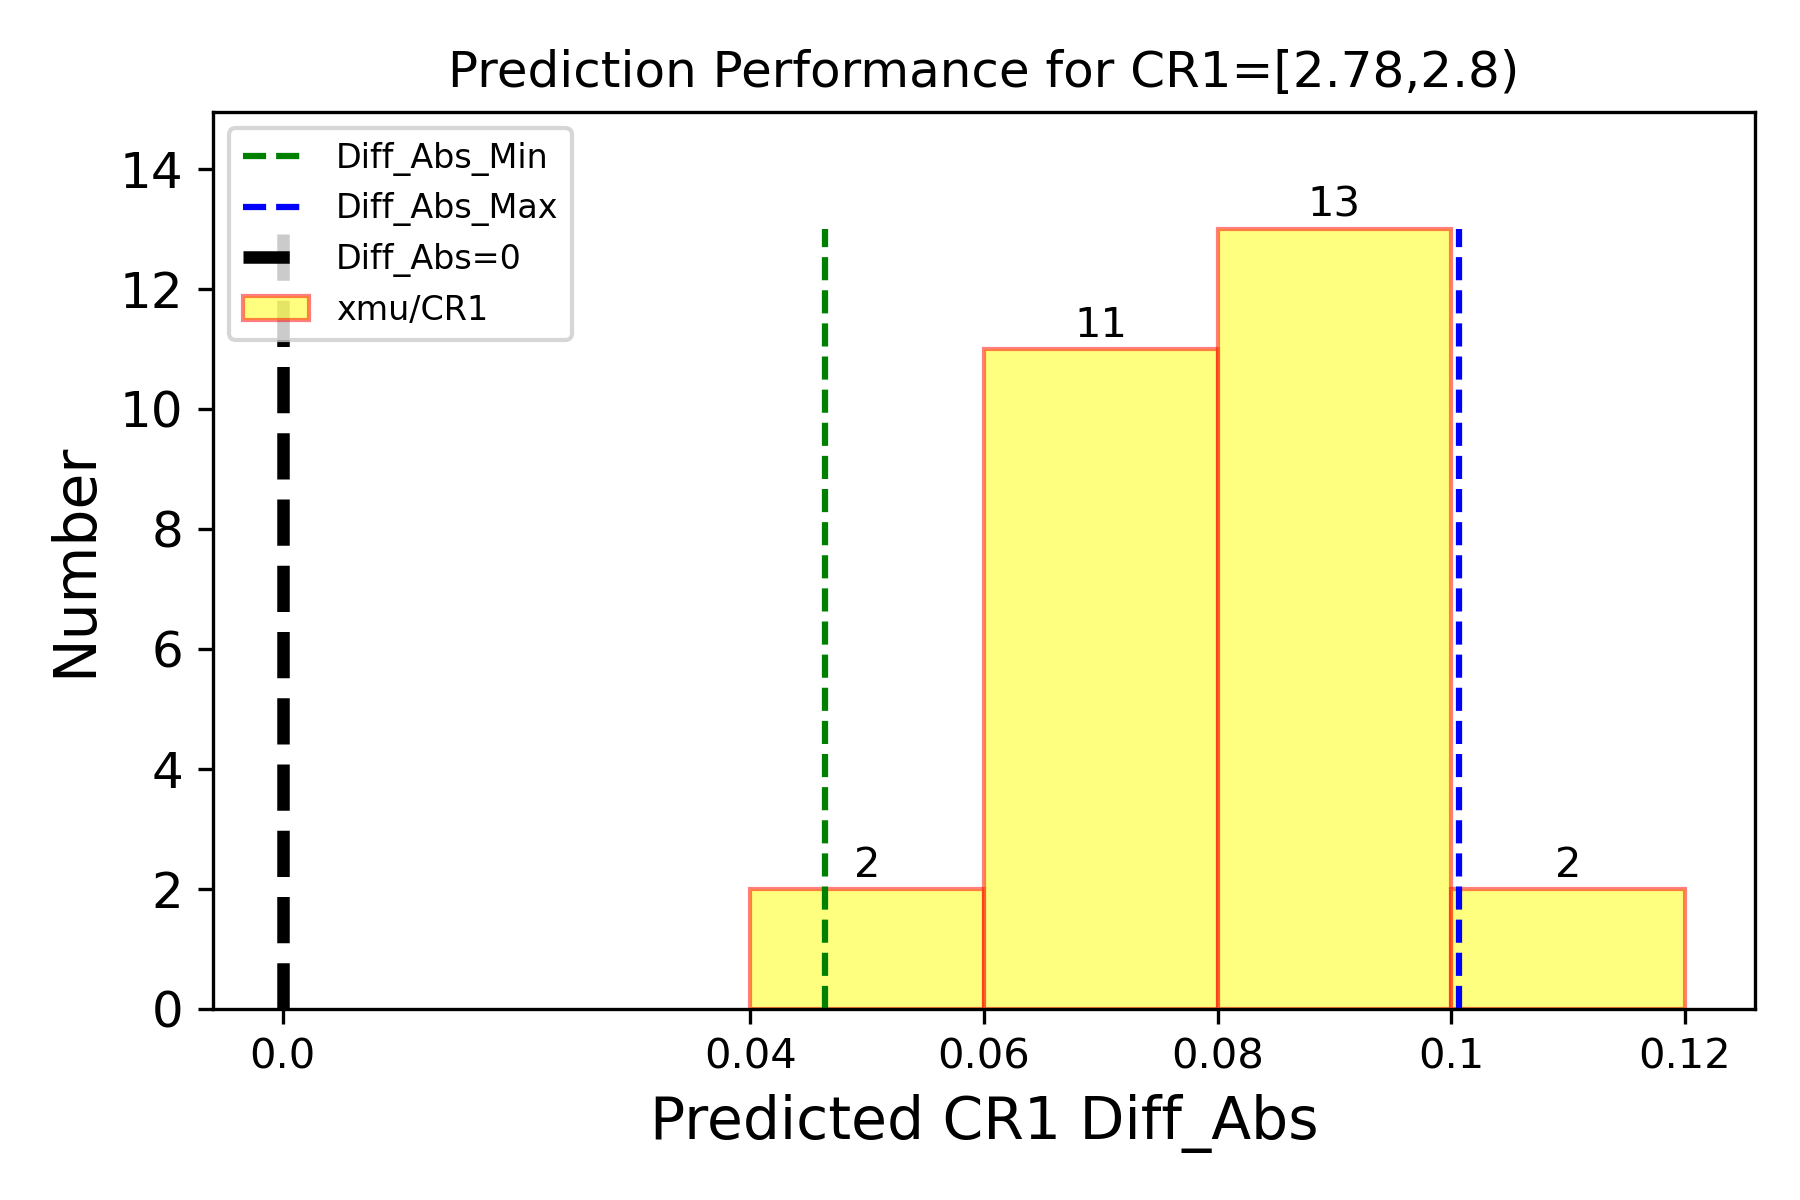 Prediction Performance for CR1=[2.78,2.8)
Diff_Abs_Min
Diff_Abs_Max
Diff_Abs=0
xmu/CR1
14
12
10
8
6
4
2
0
Number
2
11
13
2
0.0 0.04 0.06 0.08 0.1 0.12
Predicted CR1 Diff_Abs